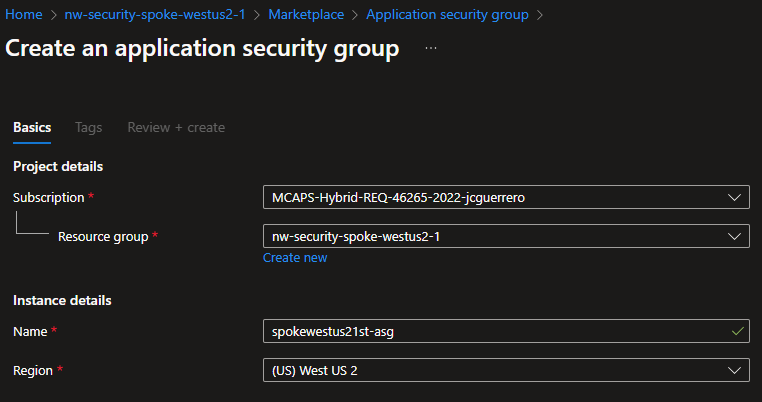 Home > nw-security-spoke-westus2-1 > Marketplace > Application security group >
Create an application security group ...
Basics Tags Review + create
Project details
Subscription * MCAPS-Hybrid-REQ-46265-2022-jcguerrero
Resource group * nw-security-spoke-westus2-1
Create new
Instance details
Name * spokewestus21st-asg
Region * (US) West US 2